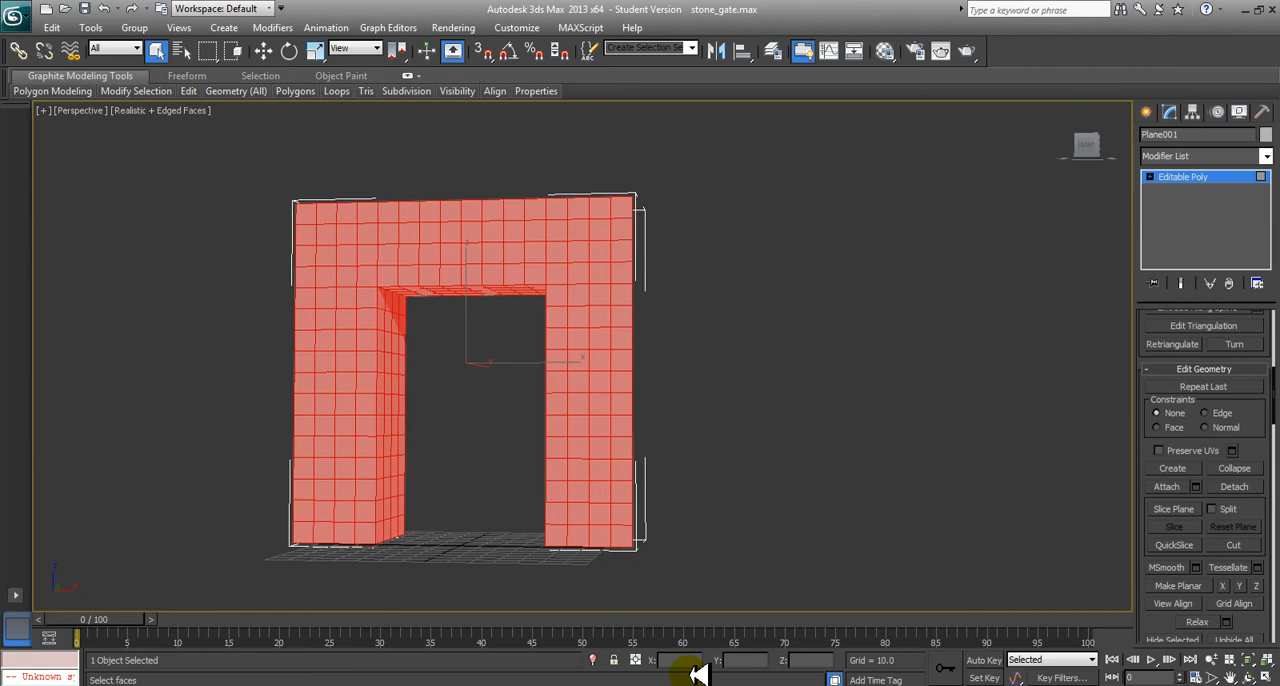 Workspace: Default
Autodesk 3ds Max 2013 x64 - Student Version stone_gate.max
Type a keyword or phrase
Edit Tools Group Views Create Modifiers Animation Graph Editors Rendering Customize MAXScript Help
All View Create Selection Se
Graphite Modeling Tools Freeform Selection Object Paint
Polygon Modeling Modify Selection Edit Geometry (All) Polygons Loops Tris Subdivision Visibility Align Properties
[+] [Perspective] [Realistic + Edged Faces]
FRONT
Plane001
Modifier List
Editable Poly
Edit Triangulation
Retriangulate Turn
- Edit Geometry
Repeat Last
Constraints
None Edge
Face Normal
Preserve UVs
Create Collapse
Attach Detach
Slice Plane Split
Slice Reset Plane
QuickSlice Cut
MSmooth Tessellate
Make Planar X Y Z
View Align Grid Align
Relax
Hide Selected Unhide All
z
x
z
x
< 0 / 100 >
0 5 10 15 20 25 30 35 40 45 50 55 60 65 70 75 80 85 90 95 100
1 Object Selected X: Y: Z: Grid = 10.0 Auto Key Selected
-- Unknown sy Select faces Add Time Tag Set Key Key Filters... 0